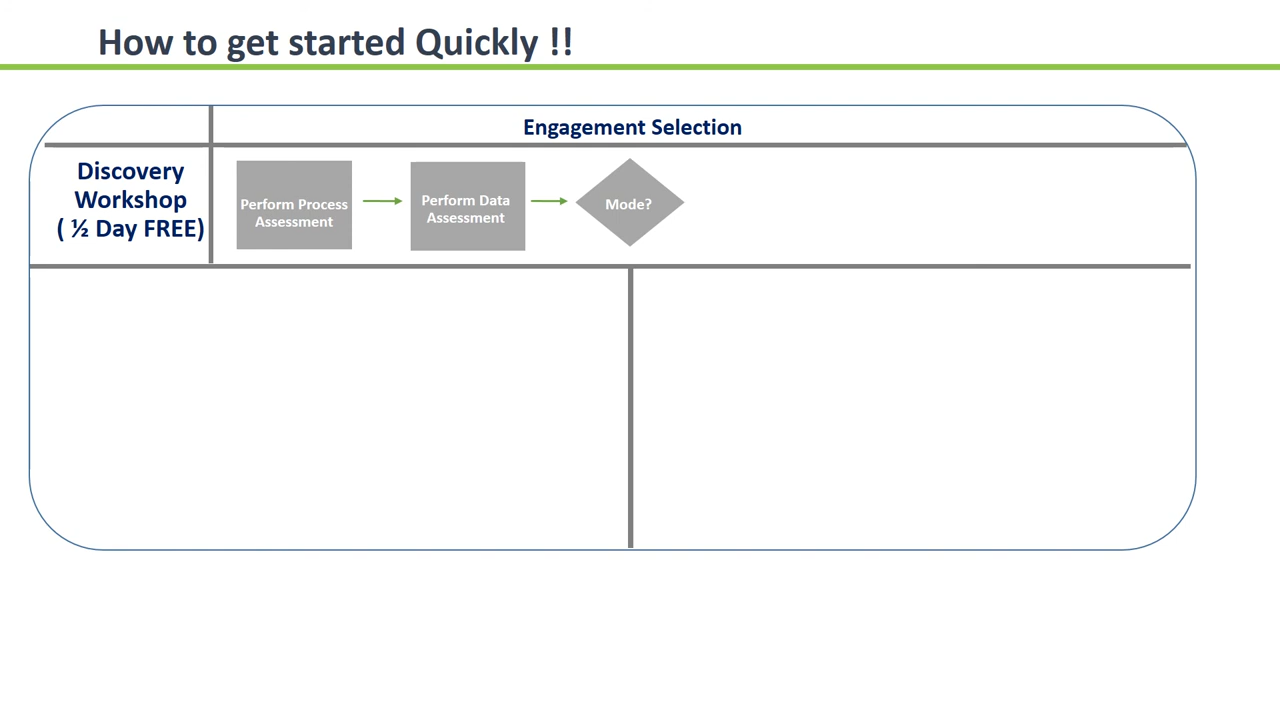 How to get started Quickly !!
Engagement Selection
Discovery
Workshop
( ½ Day FREE)
Perform Process
Assessment
Perform Data
Assessment
Mode?